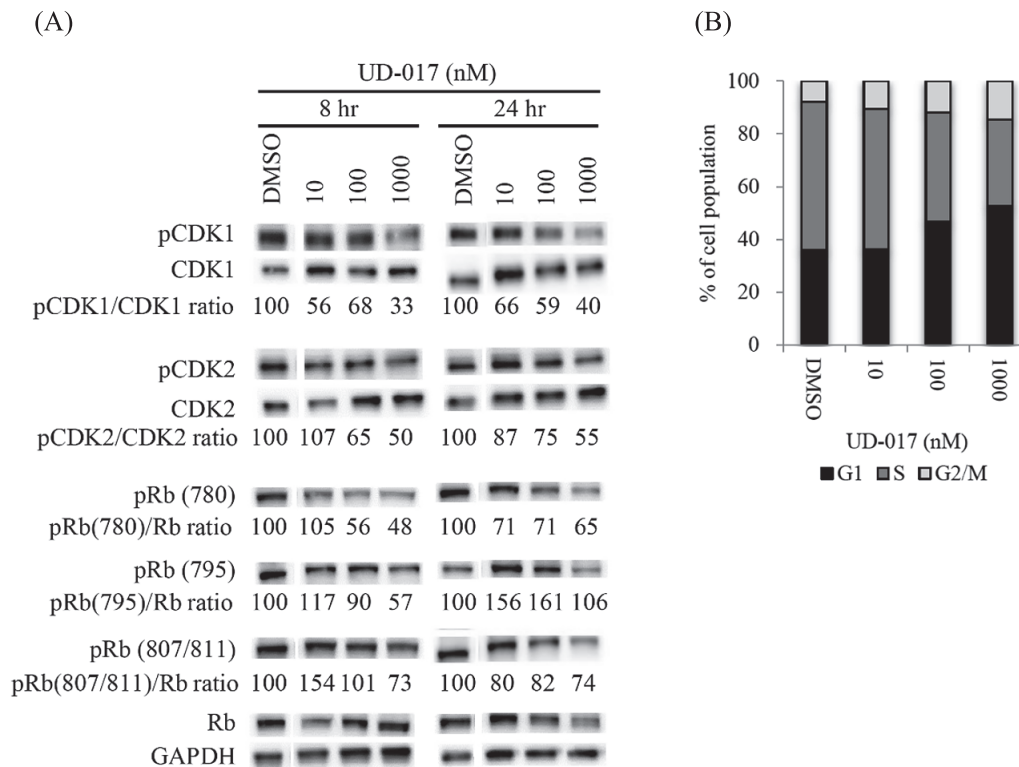 (A)
UD-017 (nM)
8 hr 24 hr
DMSO 10 100 1000 DMSO 10 100 1000
pCDK1
CDK1
pCDK1/CDK1 ratio 100 56 68 33 100 66 59 40
pCDK2
CDK2
pCDK2/CDK2 ratio 100 107 65 50 100 87 75 55
pRb (780)
pRb(780)/Rb ratio 100 105 56 48 100 71 71 65
pRb (795)
pRb(795)/Rb ratio 100 117 90 57 100 156 161 106
pRb (807/811)
pRb(807/811)/Rb ratio 100 154 101 73 100 80 82 74
Rb
GAPDH
(B)
% of cell population
100
80
60
40
20
0
DMSO 10 100 1000
UD-017 (nM)
G1 S G2/M